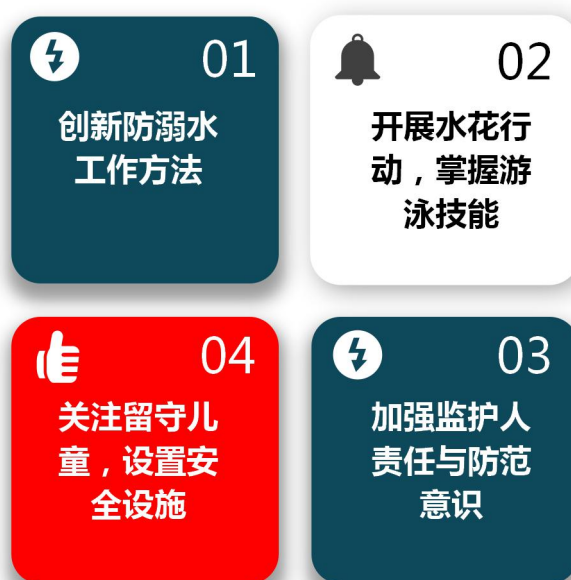 01
创新防溺水
工作方法
02
开展水花行
动，掌握游
泳技能
04
关注留守儿
童，设置安
全设施
03
加强监护人
责任与防范
意识